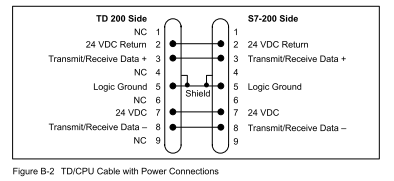 TD 200 Side S7-200 Side
NC 1 1
24 VDC Return 2 2 24 VDC Return
Transmit/Receive Data + 3 3 Transmit/Receive Data +
NC 4 4
Logic Ground 5 Shield 5 Logic Ground
NC 6 6
24 VDC 7 7 24 VDC
Transmit/Receive Data – 8 8 Transmit/Receive Data –
NC 9 9
Figure B-2 TD/CPU Cable with Power Connections